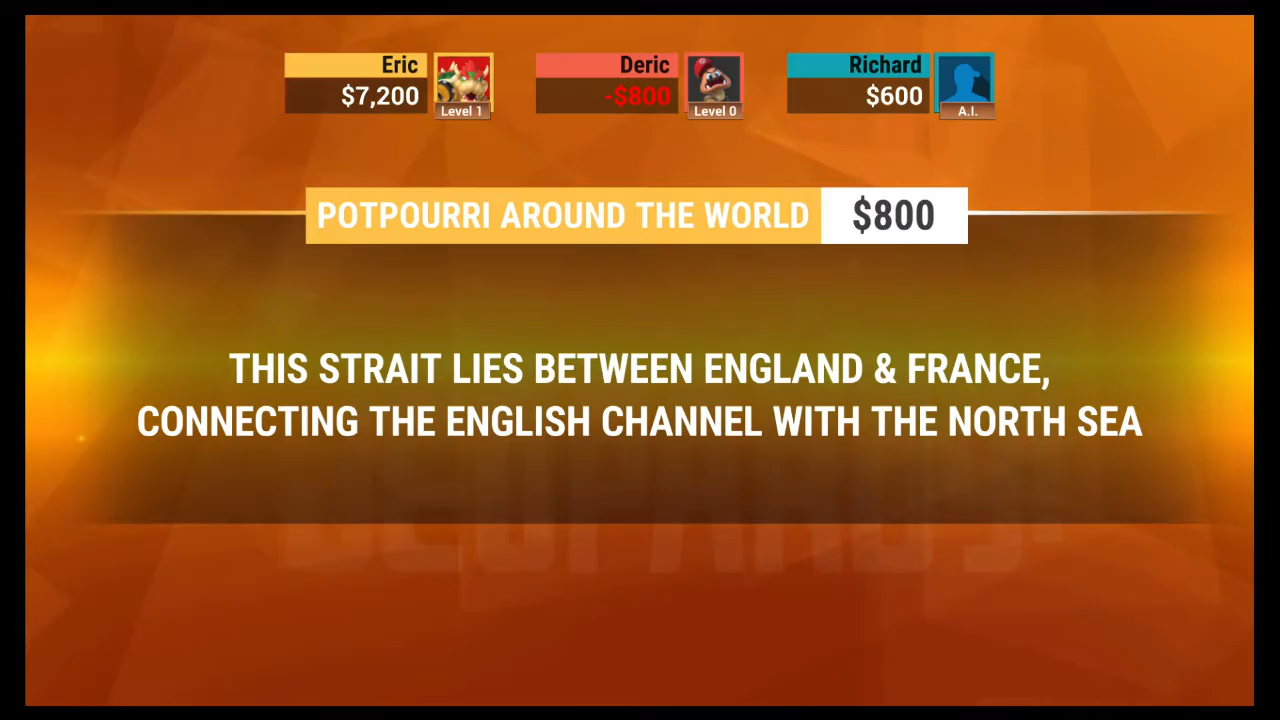 Eric
$7,200
Level 1
Deric
-$800
Level 0
Richard
$600
A.I.
POTPOURRI AROUND THE WORLD $800
THIS STRAIT LIES BETWEEN ENGLAND & FRANCE,
CONNECTING THE ENGLISH CHANNEL WITH THE NORTH SEA
JEOPARDY!